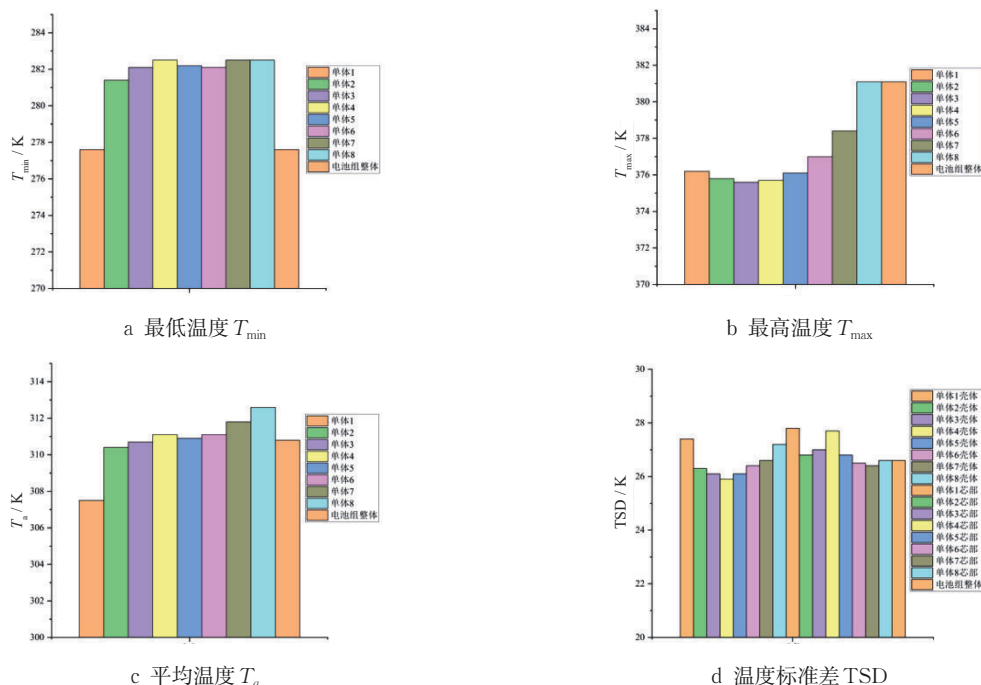 284
282
280
278
276
274
272
270
T_min / K
单体1
单体2
单体3
单体4
单体5
单体6
单体7
单体8
电池组整体
a 最低温度 T_min
384
382
380
378
376
374
372
370
T_max / K
单体1
单体2
单体3
单体4
单体5
单体6
单体7
单体8
电池组整体
b 最高温度 T_max
314
312
310
308
306
304
302
300
T_a / K
单体1
单体2
单体3
单体4
单体5
单体6
单体7
单体8
电池组整体
c 平均温度 T_a
30
28
26
24
22
20
TSD / K
单体1壳体
单体2壳体
单体3壳体
单体4壳体
单体5壳体
单体6壳体
单体7壳体
单体8壳体
单体1芯部
单体2芯部
单体3芯部
单体4芯部
单体5芯部
单体6芯部
单体7芯部
单体8芯部
电池组整体
d 温度标准差 TSD